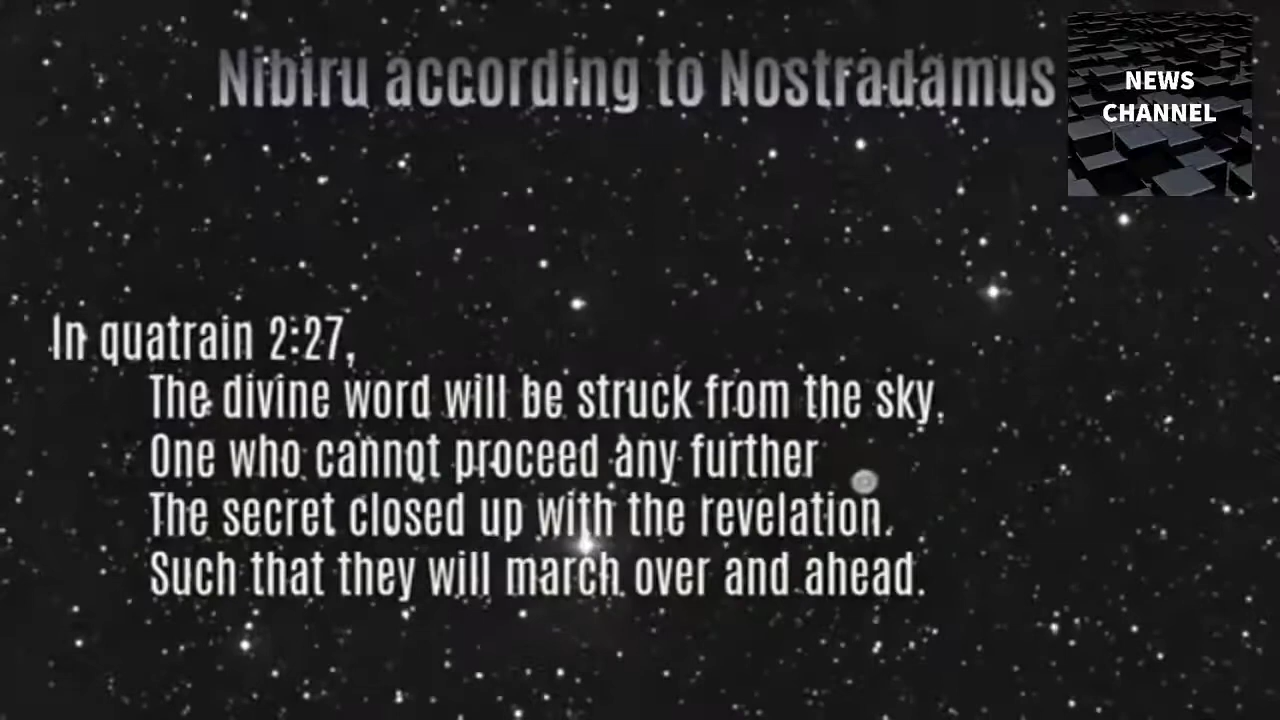 Nibiru according to Nostradamus
NEWS
CHANNEL
In quatrain 2:27,
The divine word will be struck from the sky.
One who cannot proceed any further
The secret closed up with the revelation.
Such that they will march over and ahead.